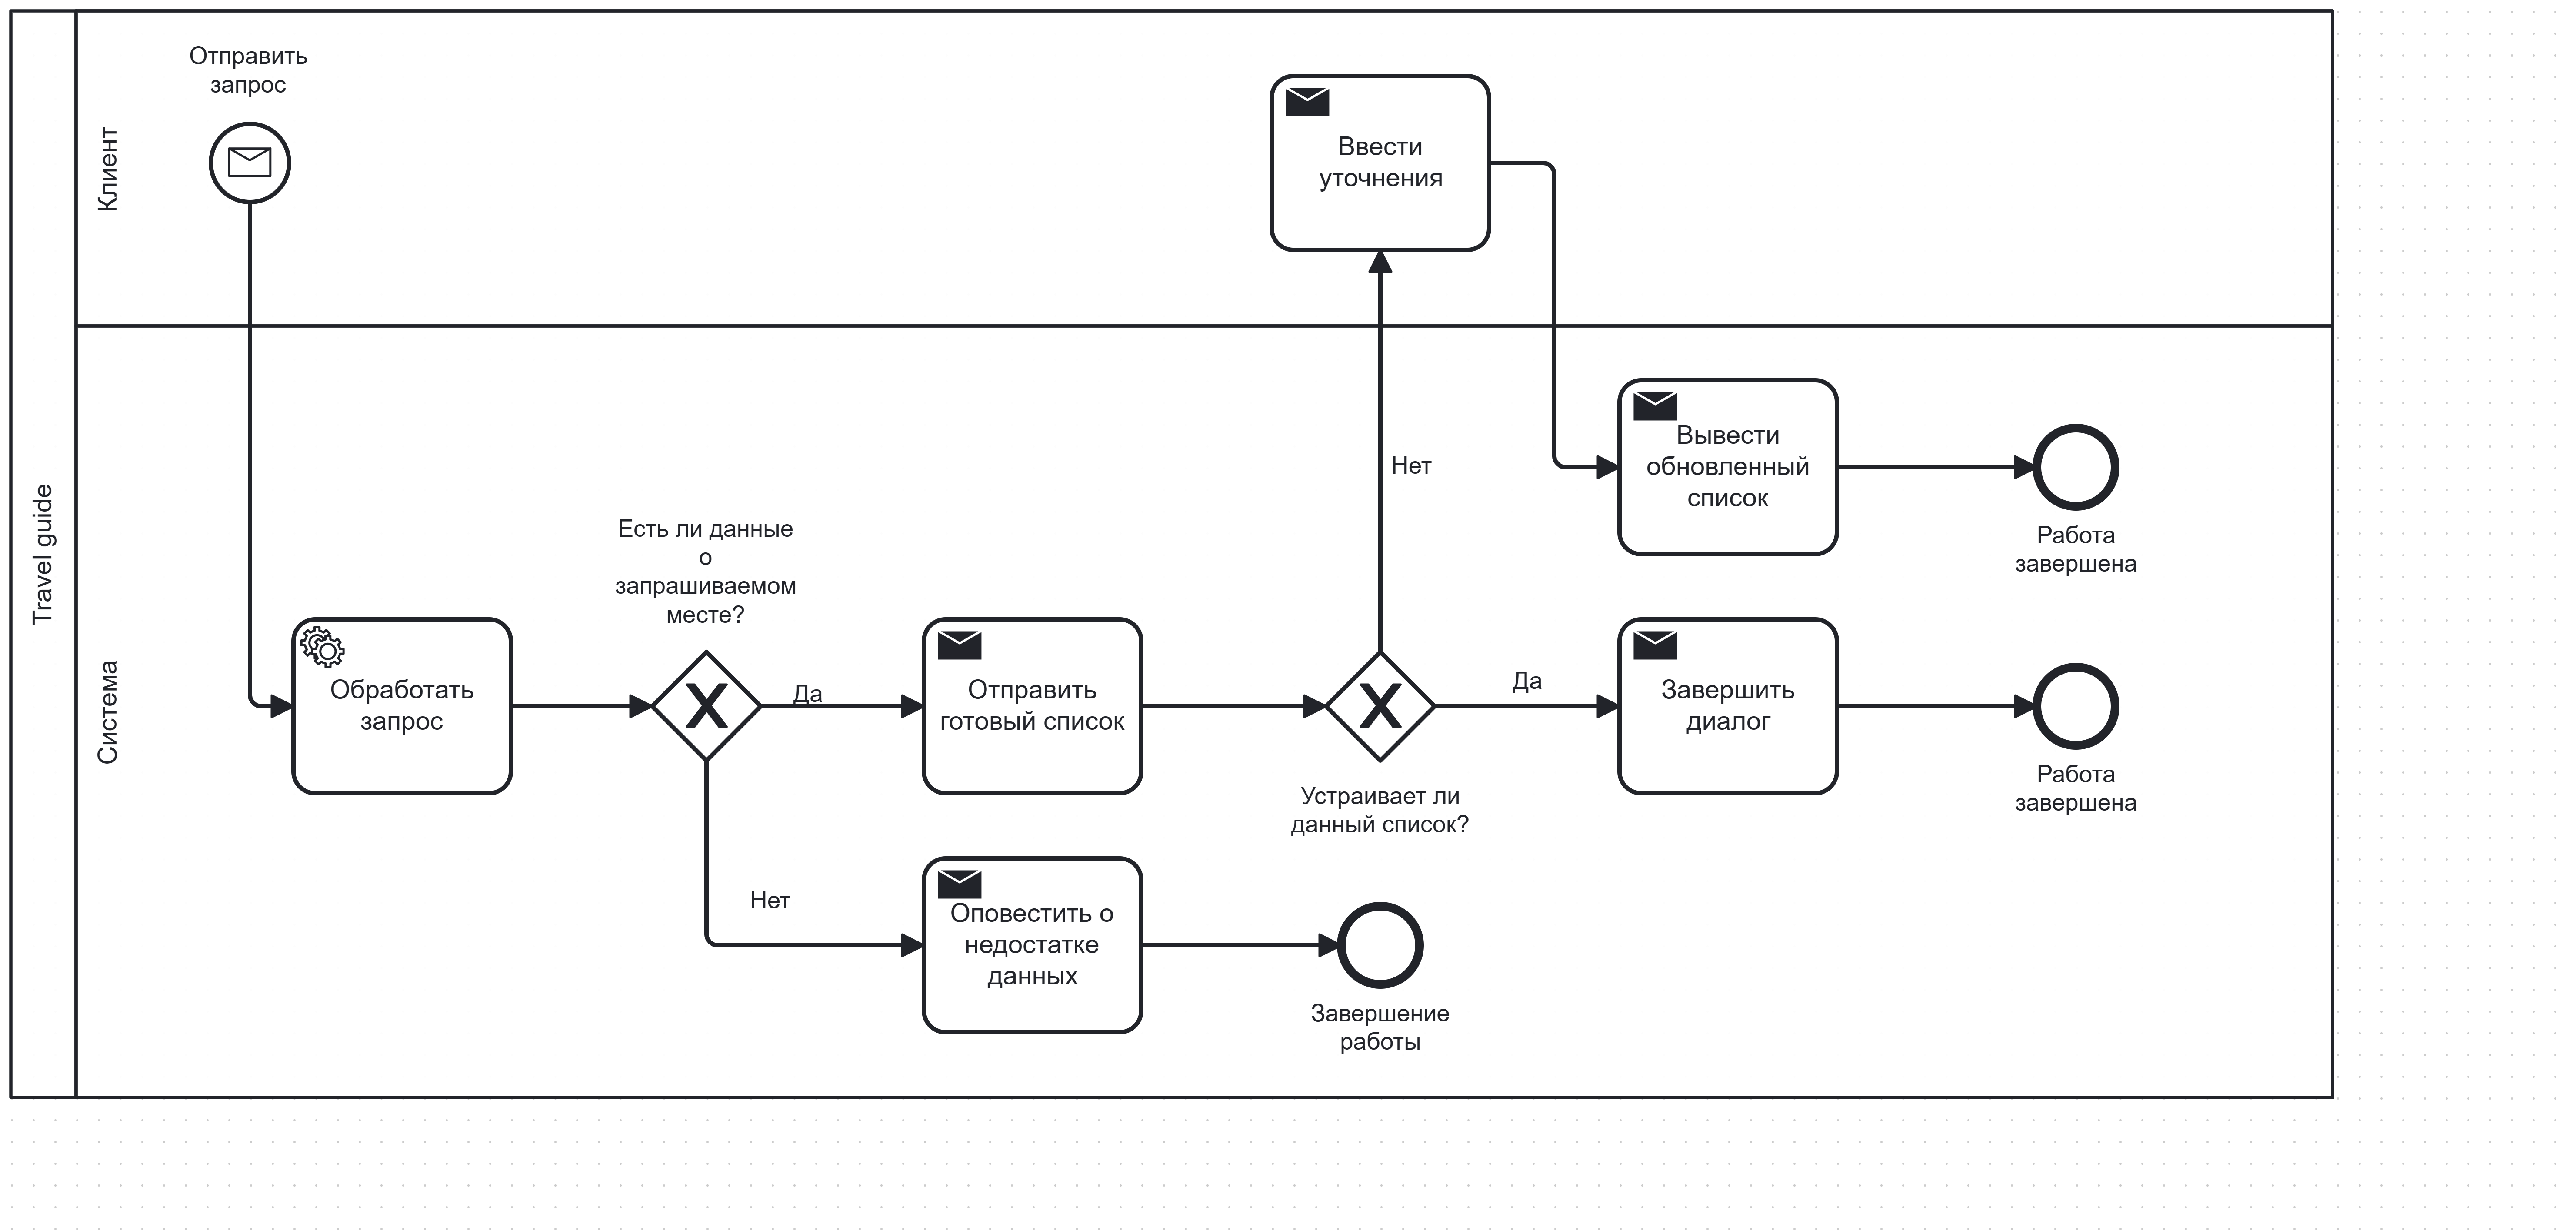 Travel guide
Клиент
Отправить
запрос
Ввести
уточнения
Система
Обработать
запрос
Есть ли данные
о
запрашиваемом
месте?
Да
Нет
Отправить
готовый список
Оповестить о
недостатке
данных
Завершение
работы
Устраивает ли
данный список?
Нет
Да
Вывести
обновленный
список
Работа
завершена
Завершить
диалог
Работа
завершена